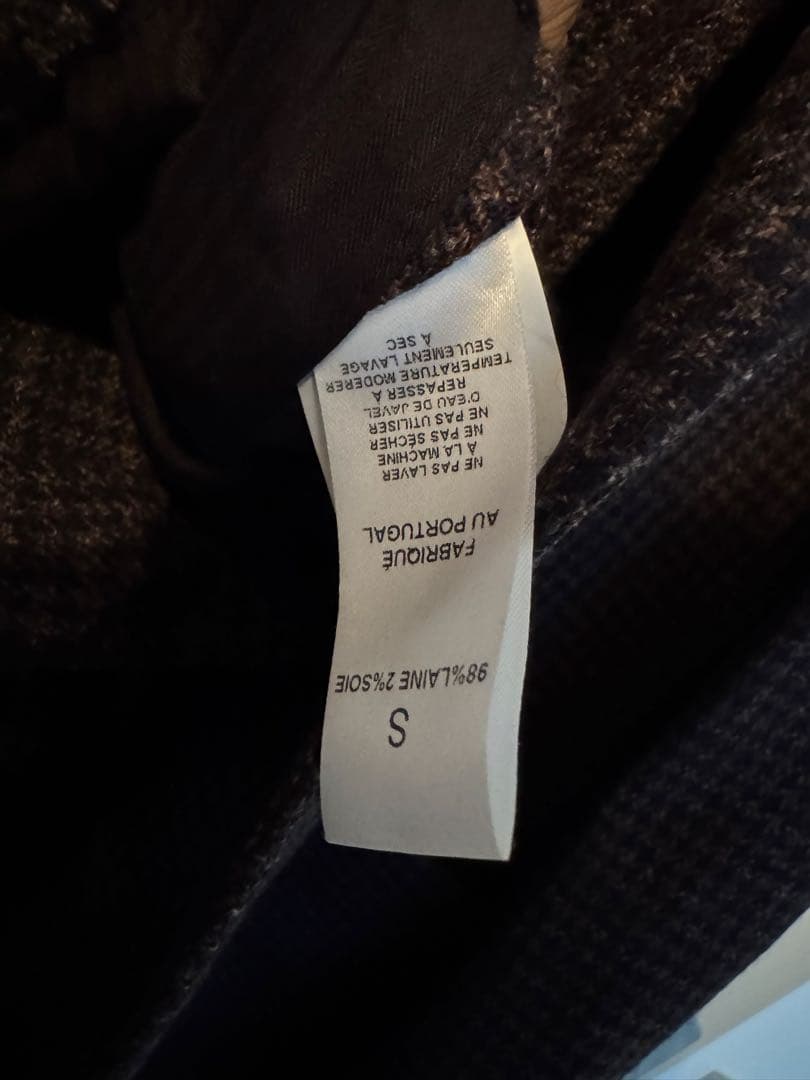 S
98%LAINE 2%SOIE
FABRIQUÉ
AU PORTUGAL
NE PAS LAVER
À LA MACHINE
NE PAS SÉCHER
NE PAS UTILISER
D'EAU DE JAVEL
REPASSER À
TEMPERATURE MODERER
SEULEMENT LAVAGE
À SEC